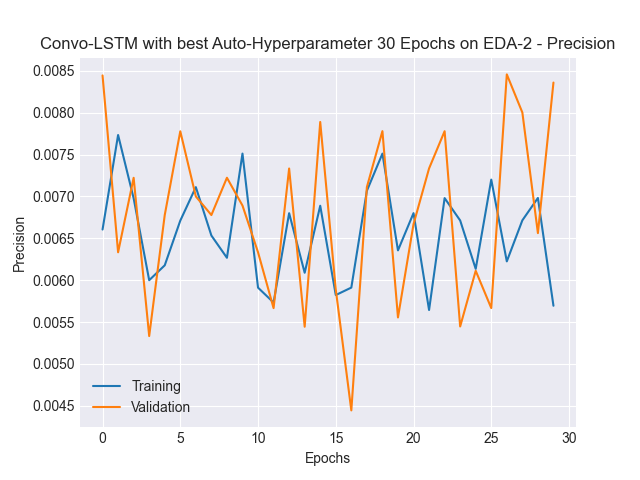 Convo-LSTM with best Auto-Hyperparameter 30 Epochs on EDA-2 - Precision
0.0085
0.0080
0.0075
0.0070
0.0065
0.0060
0.0055
0.0050
0.0045
Precision
Training
Validation
0 5 10 15 20 25 30
Epochs